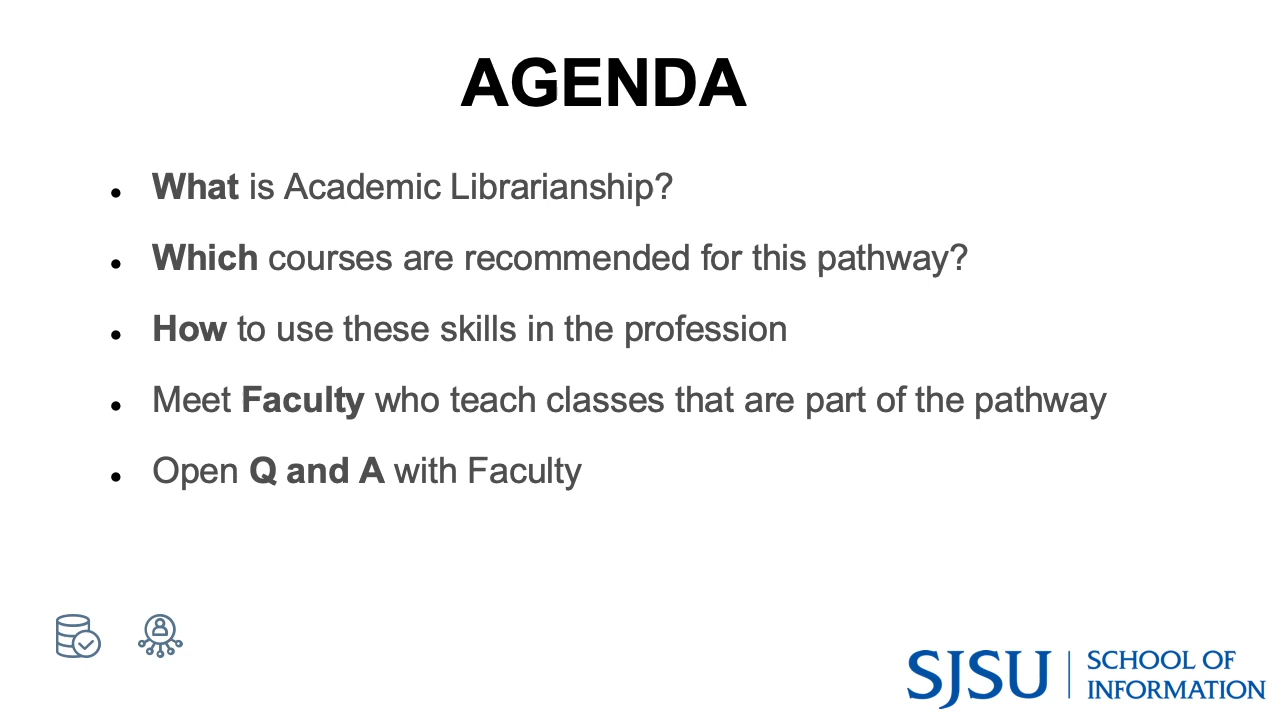 AGENDA
• What is Academic Librarianship?
• Which courses are recommended for this pathway?
• How to use these skills in the profession
• Meet Faculty who teach classes that are part of the pathway
• Open Q and A with Faculty
SJSU | SCHOOL OF
INFORMATION